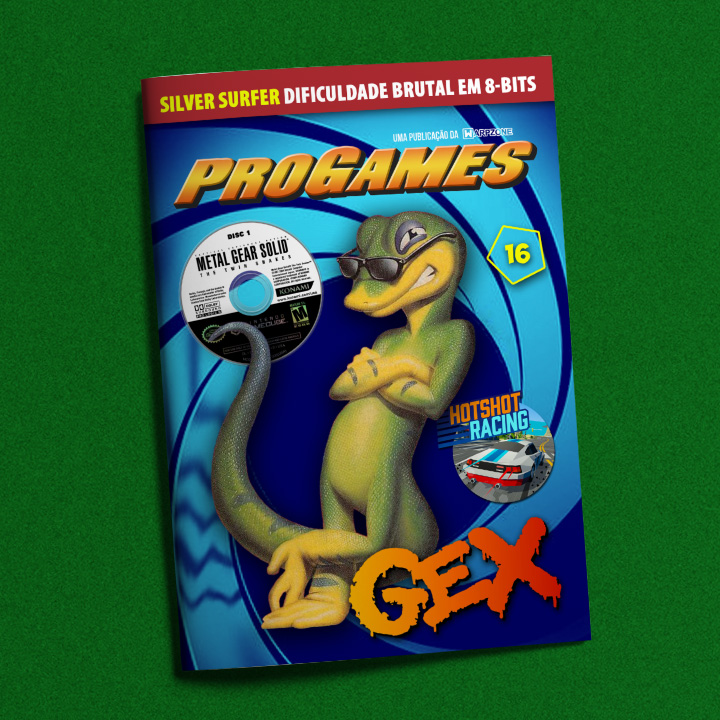 SILVER SURFER DIFICULDADE BRUTAL EM 8-BITS
UMA PUBLICAÇÃO DA WARPZONE
PROGAMES
16
DISC 1
METAL GEAR SOLID
THE TWIN SNAKES
KONAMI
M
HOTSHOT
RACING
GEX